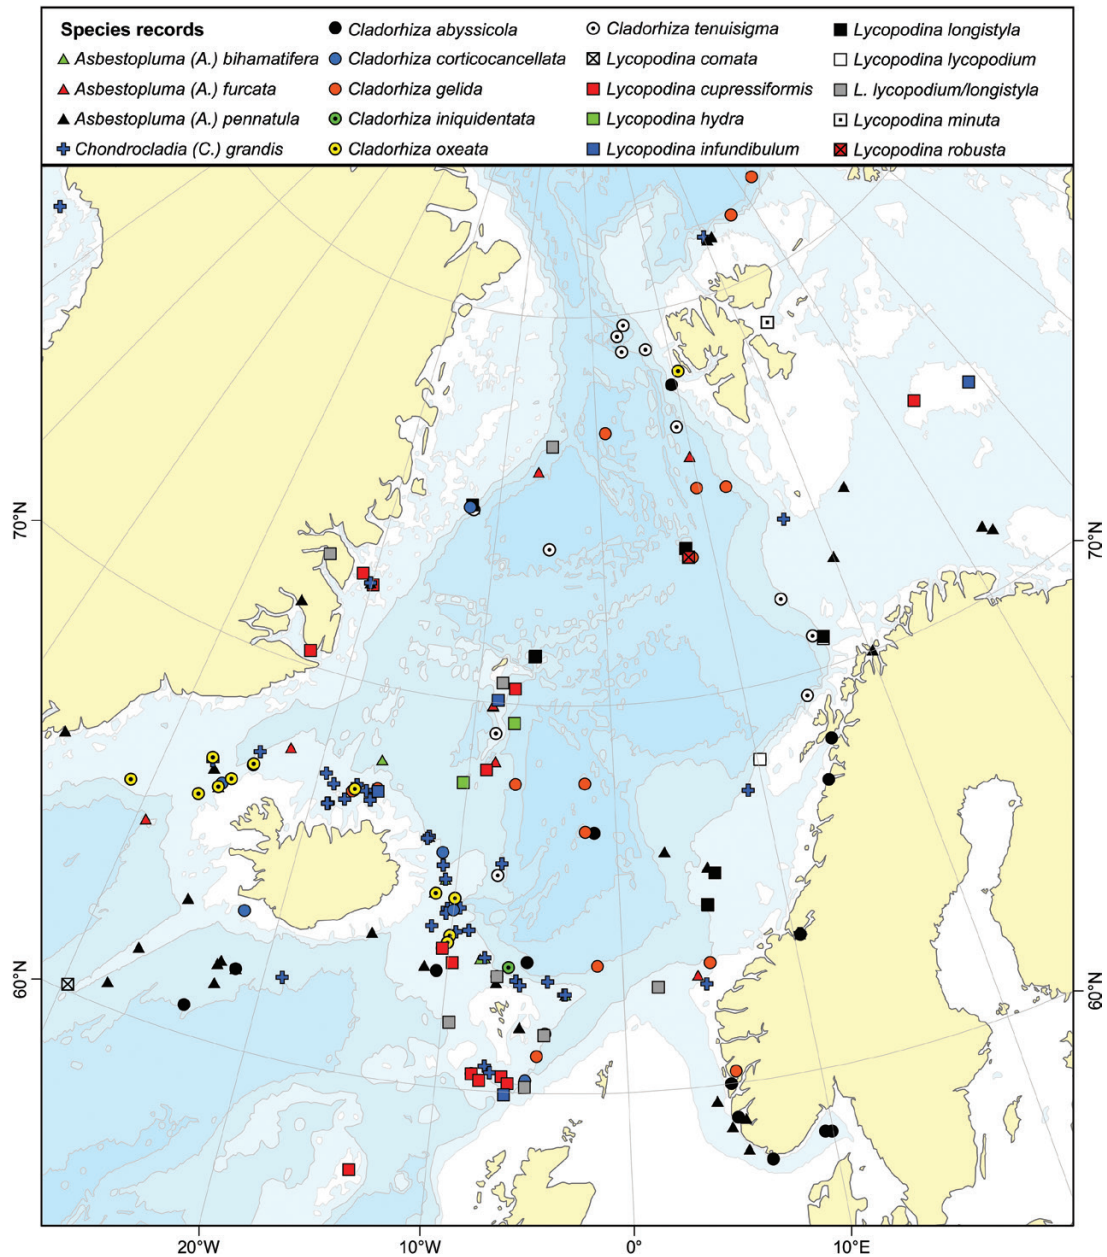 Species records
Asbestopluma (A.) bihamatifera
Asbestopluma (A.) furcata
Asbestopluma (A.) pennatula
Chondrocladia (C.) grandis
Cladorhiza abyssicola
Cladorhiza corticocancellata
Cladorhiza gelida
Cladorhiza iniquidentata
Cladorhiza oxeata
Cladorhiza tenuisigma
Lycopodina comata
Lycopodina cupressiformis
Lycopodina hydra
Lycopodina infundibulum
Lycopodina longistyla
Lycopodina lycopodium
L. lycopodium/longistyla
Lycopodina minuta
Lycopodina robusta
70°N
70°N
60°N
60°N
20°W
10°W
0°
10°E